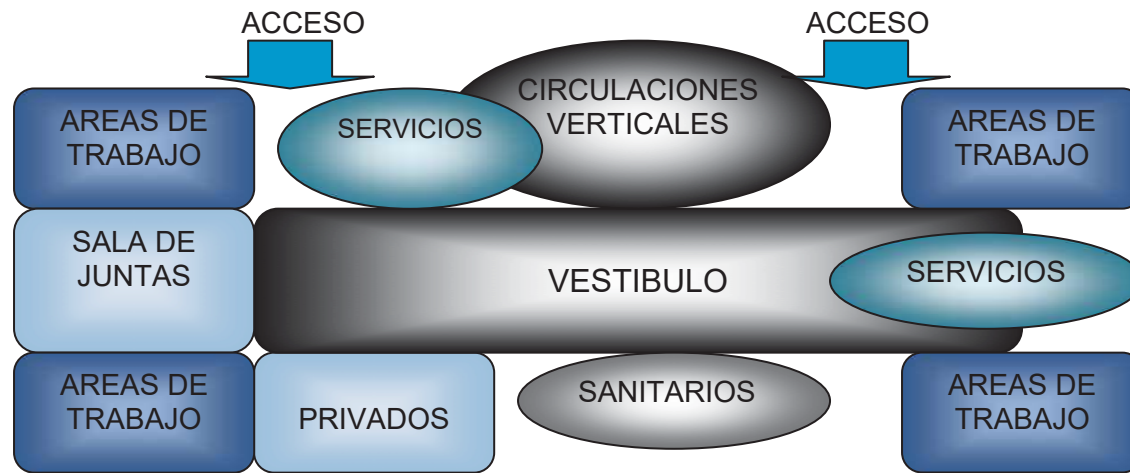 ACCESO
ACCESO
CIRCULACIONES
VERTICALES
AREAS DE
TRABAJO
SERVICIOS
AREAS DE
TRABAJO
SALA DE
JUNTAS
VESTIBULO
SERVICIOS
AREAS DE
TRABAJO
PRIVADOS
SANITARIOS
AREAS DE
TRABAJO